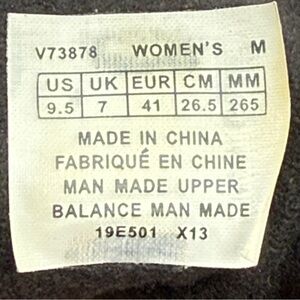 V73878 WOMEN'S M
US UK EUR CM MM
9.5 7 41 26.5 265
MADE IN CHINA
FABRIQUÉ EN CHINE
MAN MADE UPPER
BALANCE MAN MADE
19E501 X13